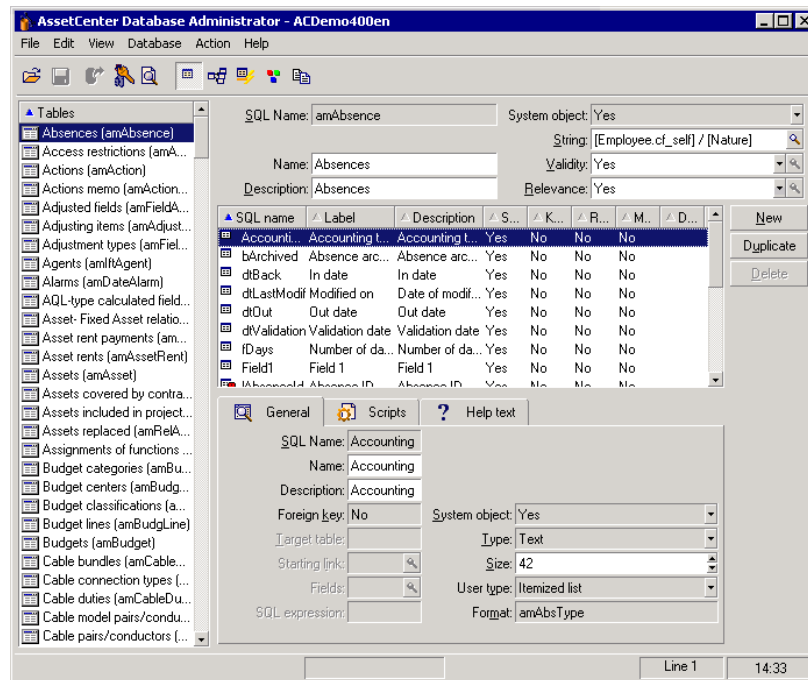 AssetCenter Database Administrator - ACDemo400en
File Edit View Database Action Help
Tables
Absences (amAbsence)
Access restrictions (amA...
Actions (amAction)
Actions memo (amAction...
Adjusted fields (amFieldA...
Adjusting items (amAdjust...
Adjustment types (amFiel...
Agents (amIftAgent)
Alarms (amDateAlarm)
AQL-type calculated field...
Asset- Fixed Asset relatio...
Asset rent payments (am...
Asset rents (amAssetRent)
Assets (amAsset)
Assets covered by contra...
Assets included in project...
Assets replaced (amRelA...
Assignments of functions ...
Budget categories (amBu...
Budget centers (amBudg...
Budget classifications (a...
Budget lines (amBudgLine)
Budgets (amBudget)
Cable bundles (amCable...
Cable connection types (...
Cable duties (amCableDu...
Cable model pairs/condu...
Cable pairs/conductors (...
SQL Name: amAbsence System object: Yes
String: [Employee.cf_self] / [Nature]
Name: Absences Validity: Yes
Description: Absences Relevance: Yes
SQL name Label Description S... K... R... M.. D...
Accounti... Accounting t... Accounting t... Yes No No No
bArchived Absence arc... Absence arc... Yes No No No
dtBack In date In date Yes No No No
dtLastModif Modified on Date of modif... Yes No No No
dtOut Out date Out date Yes No No No
dtValidation Validation date Validation date Yes No No No
fDays Number of da... Number of da... Yes No No No
Field1 Field 1 Field 1 Yes No No No
lAbsenceId Absence ID Absence ID Yes No No No
New
Duplicate
Delete
General Scripts ? Help text
SQL Name: Accounting
Name: Accounting
Description: Accounting
Foreign key: No System object: Yes
Target table: Type: Text
Starting link: Size: 42
Fields: User type: Itemized list
SQL expression: Format: amAbsType
Line 1 14:33